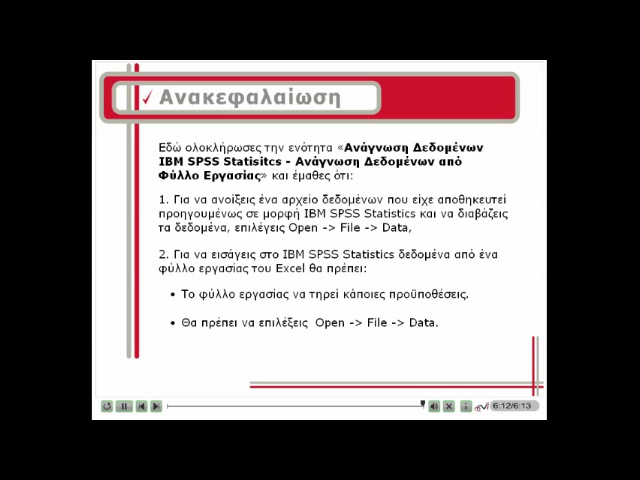 Ανακεφαλαίωση
Εδώ ολοκλήρωσες την ενότητα «Ανάγνωση Δεδομένων
IBM SPSS Statisitcs - Ανάγνωση Δεδομένων από
Φύλλο Εργασίας» και έμαθες ότι:
1. Για να ανοίξεις ένα αρχείο δεδομένων που είχε αποθηκευτεί
προηγουμένως σε μορφή IBM SPSS Statistics και να διαβάζεις
τα δεδομένα, επιλέγεις Open -> File -> Data,
2. Για να εισάγεις στο IBM SPSS Statistics δεδομένα από ένα
φύλλο εργασίας του Excel θα πρέπει:
• Το φύλλο εργασίας να τηρεί κάποιες προϋποθέσεις.
• Θα πρέπει να επιλέξεις Open -> File -> Data.
6:12/6:13